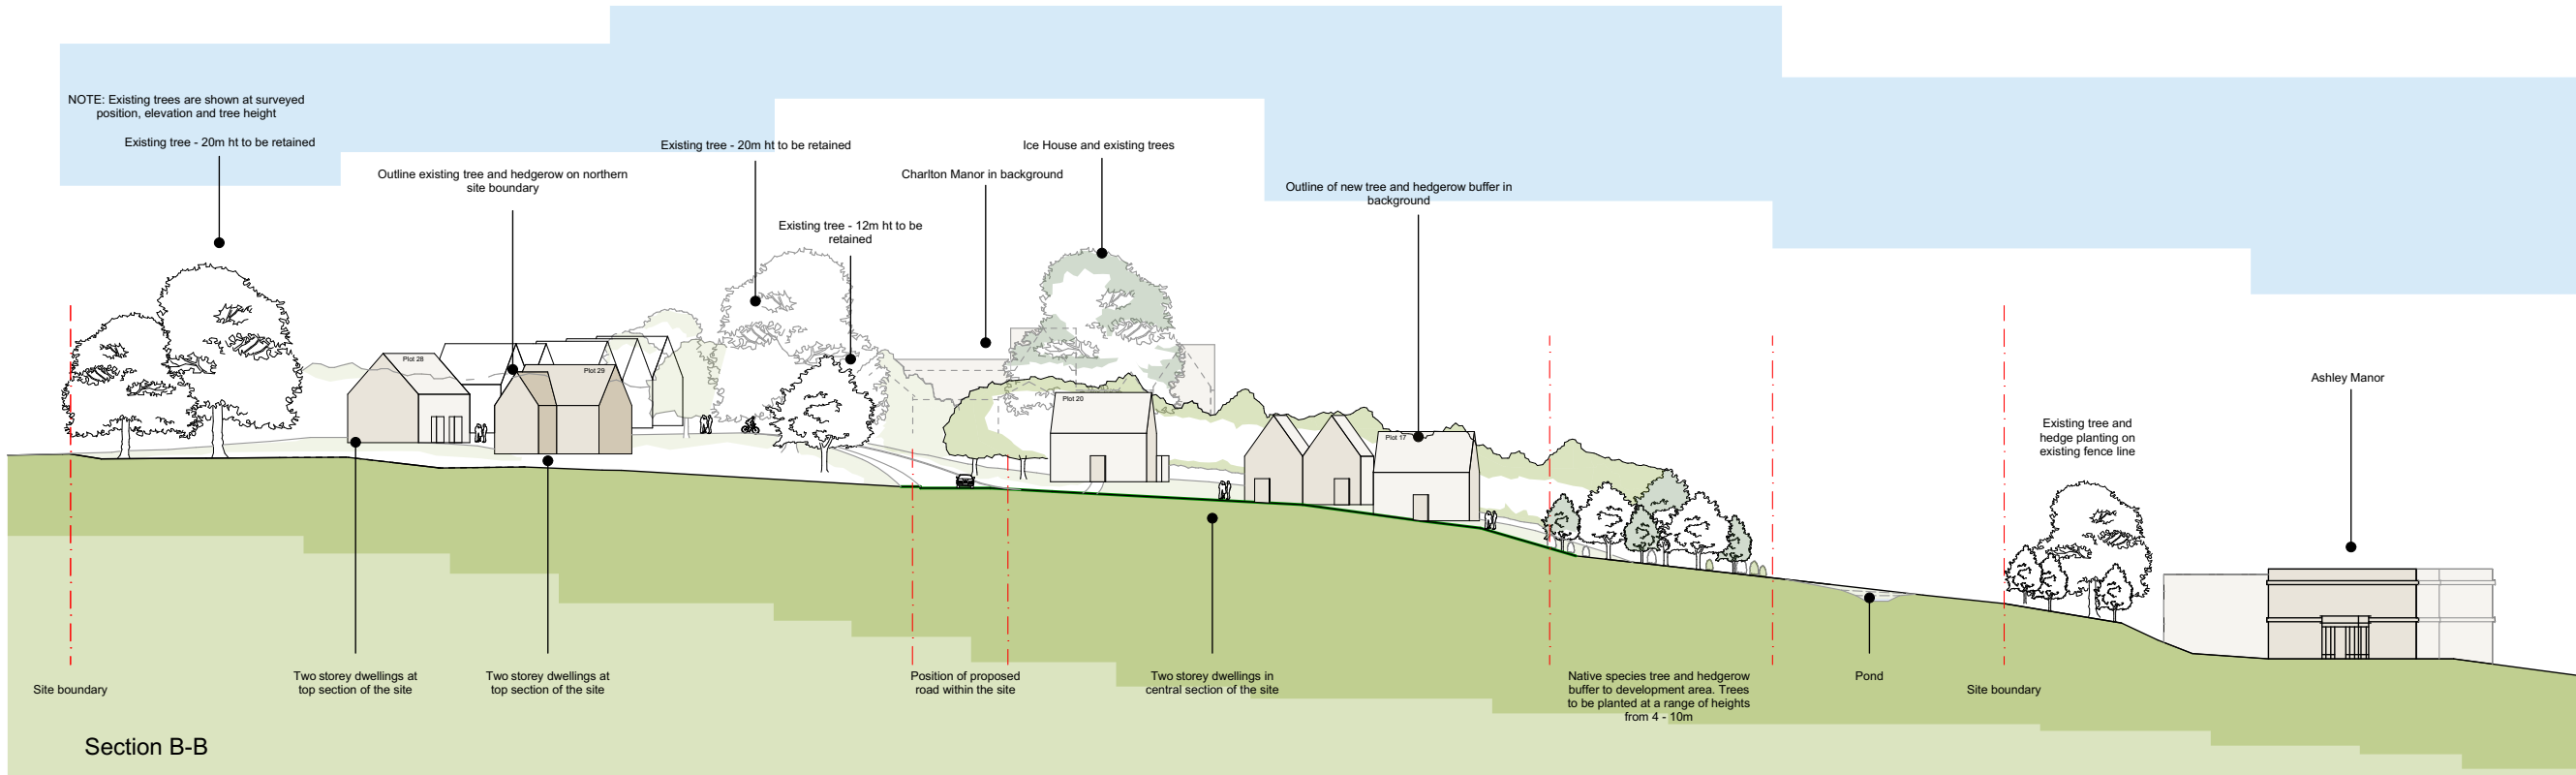 NOTE: Existing trees are shown at surveyed
position, elevation and tree height
Existing tree - 20m ht to be retained
Outline existing tree and hedgerow on northern
site boundary
Existing tree - 20m ht to be retained
Existing tree - 12m ht to be
retained
Charlton Manor in background
Ice House and existing trees
Outline of new tree and hedgerow buffer in
background
Ashley Manor
Existing tree and
hedge planting on
existing fence line
Plot 28
Plot 29
Plot 20
Plot 17
Site boundary
Two storey dwellings at
top section of the site
Two storey dwellings at
top section of the site
Position of proposed
road within the site
Two storey dwellings in
central section of the site
Native species tree and hedgerow
buffer to development area. Trees
to be planted at a range of heights
from 4 - 10m
Pond
Site boundary
Section B-B